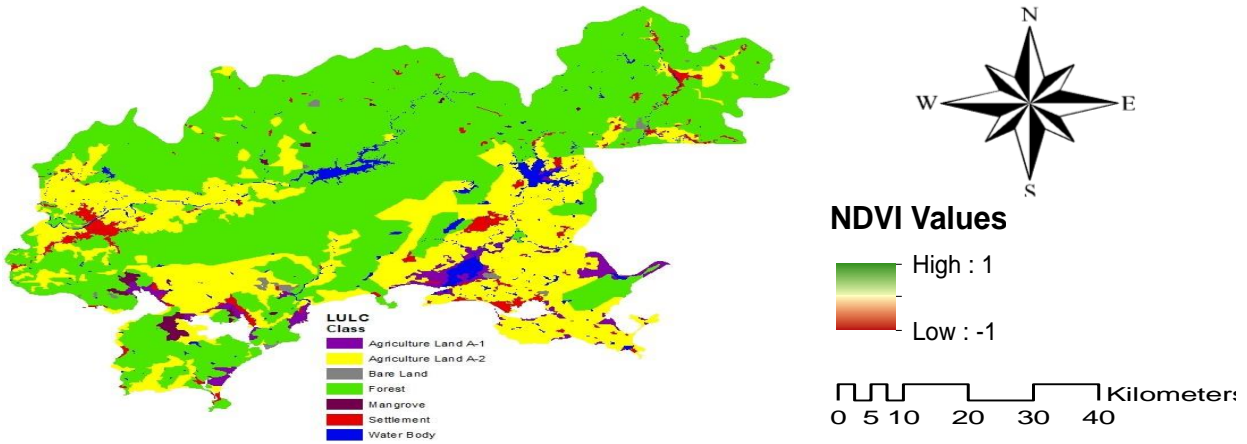 N
W E
S
NDVI Values
High : 1
Low : -1
Kilometers
0 5 10 20 30 40
LULC
Class
Agriculture Land A-1
Agriculture Land A-2
Bare Land
Forest
Mangrove
Settlement
Water Body